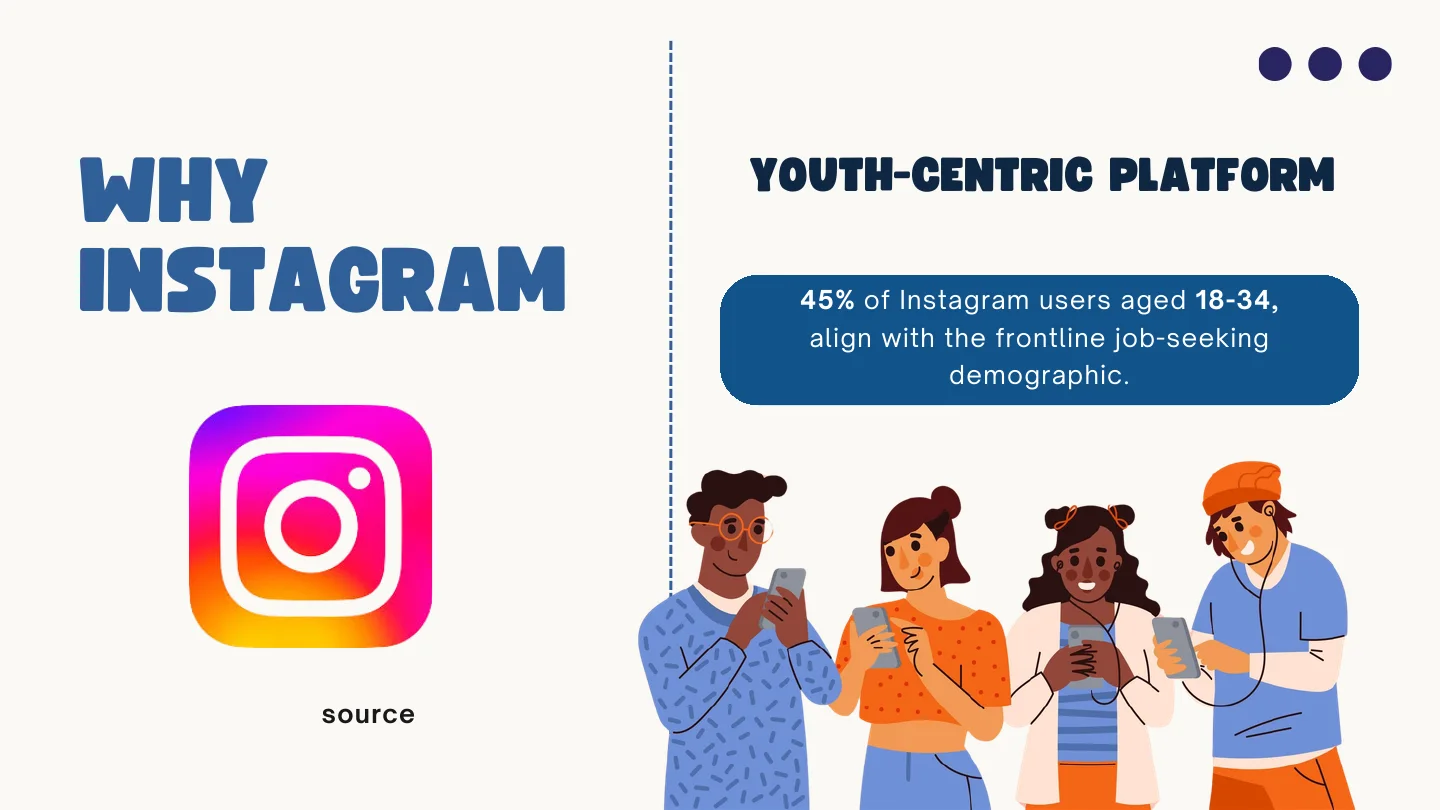 WHY
INSTAGRAM
source
YOUTH-CENTRIC PLATFORM
45% of Instagram users aged 18-34,
align with the frontline job-seeking
demographic.